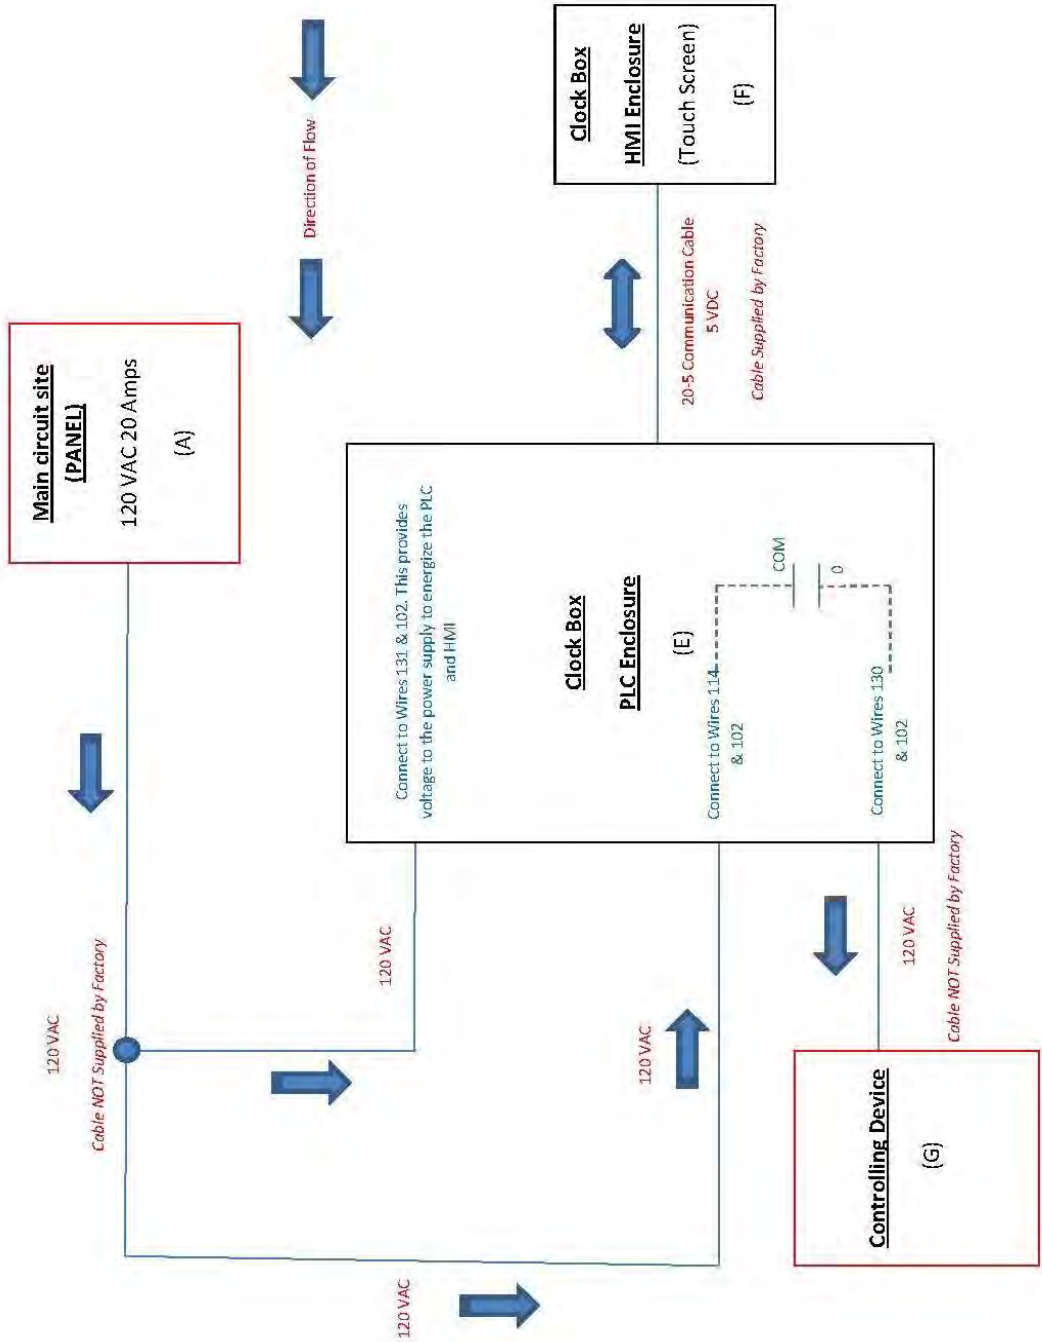 Main circuit site
(PANEL)
120 VAC 20 Amps
(A)
120 VAC
Cable NOT Supplied by Factory
Direction of Flow
120 VAC
120 VAC
Connect to Wires 131 & 102. This provides
voltage to the power supply to energize the PLC
and HMI
Clock Box
PLC Enclosure
(E)
Clock Box
HMI Enclosure
(Touch Screen)
(F)
20-5 Communication Cable
5 VDC
Cable Supplied by Factory
120 VAC
Connect to Wires 114
& 102
COM
0
Connect to Wires 130
& 102
120 VAC
Cable NOT Supplied by Factory
Controlling Device
(G)